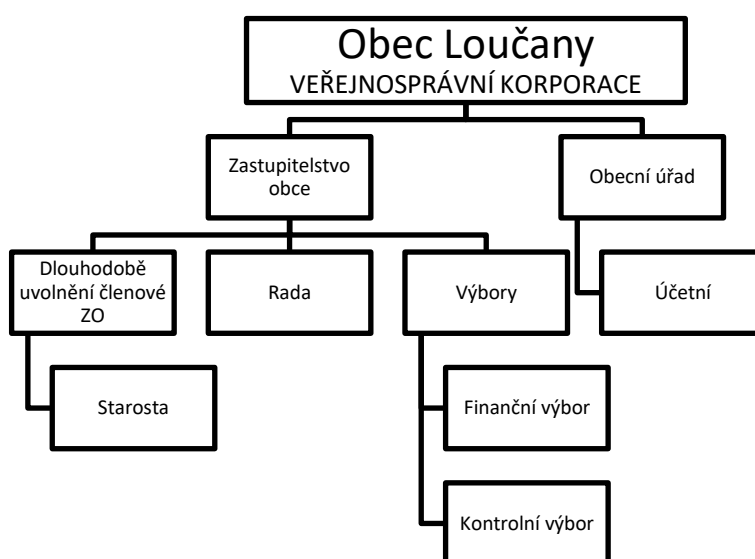 Obec Loučany
VEŘEJNOSPRÁVNÍ KORPORACE
Zastupitelstvo
obce
Obecní úřad
Dlouhodobě
uvolnění členové
ZO
Rada
Výbory
Účetní
Starosta
Finanční výbor
Kontrolní výbor